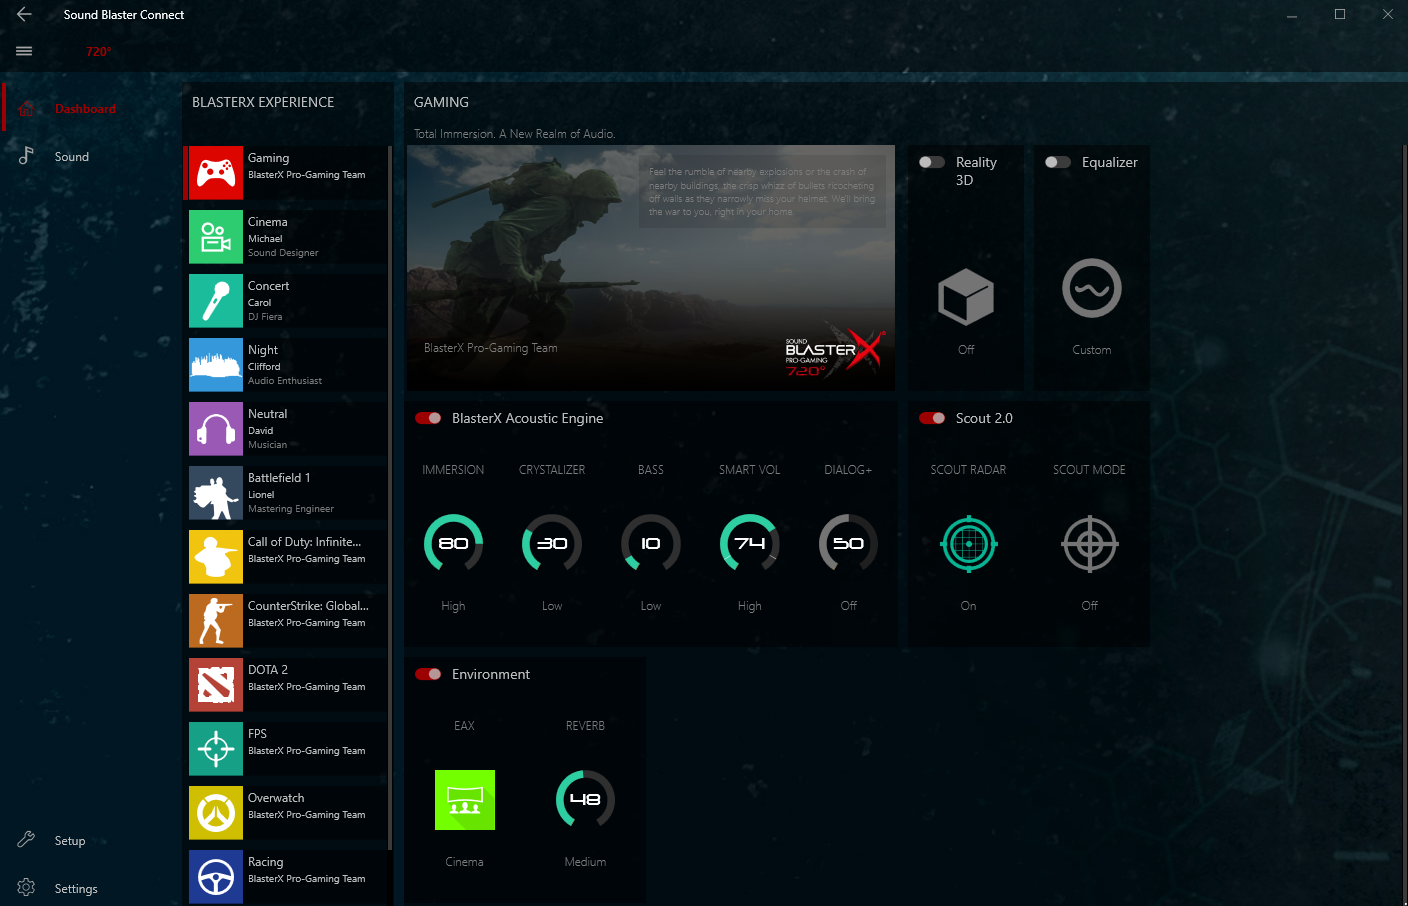 Sound Blaster Connect
720°
Dashboard
Sound
Setup
Settings
BLASTERX EXPERIENCE
Gaming
BlasterX Pro-Gaming Team
Cinema
Michael
Sound Designer
Concert
Carol
DJ Fiera
Night
Clifford
Audio Enthusiast
Neutral
David
Musician
Battlefield 1
Lionel
Mastering Engineer
Call of Duty: Infinite...
BlasterX Pro-Gaming Team
CounterStrike: Global...
BlasterX Pro-Gaming Team
DOTA 2
BlasterX Pro-Gaming Team
FPS
BlasterX Pro-Gaming Team
Overwatch
BlasterX Pro-Gaming Team
Racing
BlasterX Pro-Gaming Team
GAMING
Total Immersion. A New Realm of Audio.
Feel the rumble of nearby explosions or the crash of
nearby buildings, the crisp whizz of bullets ricocheting
off walls as they narrowly miss your helmet. We'll bring
the war to you, right in your home.
BlasterX Pro-Gaming Team
SOUND
BLASTERX
PRO-GAMING
720°
Reality
3D
Off
Equalizer
Custom
BlasterX Acoustic Engine
IMMERSION CRYSTALIZER BASS SMART VOL DIALOG+
80 30 10 74 50
High Low Low High Off
Scout 2.0
SCOUT RADAR SCOUT MODE
On Off
Environment
EAX REVERB
48
Cinema Medium